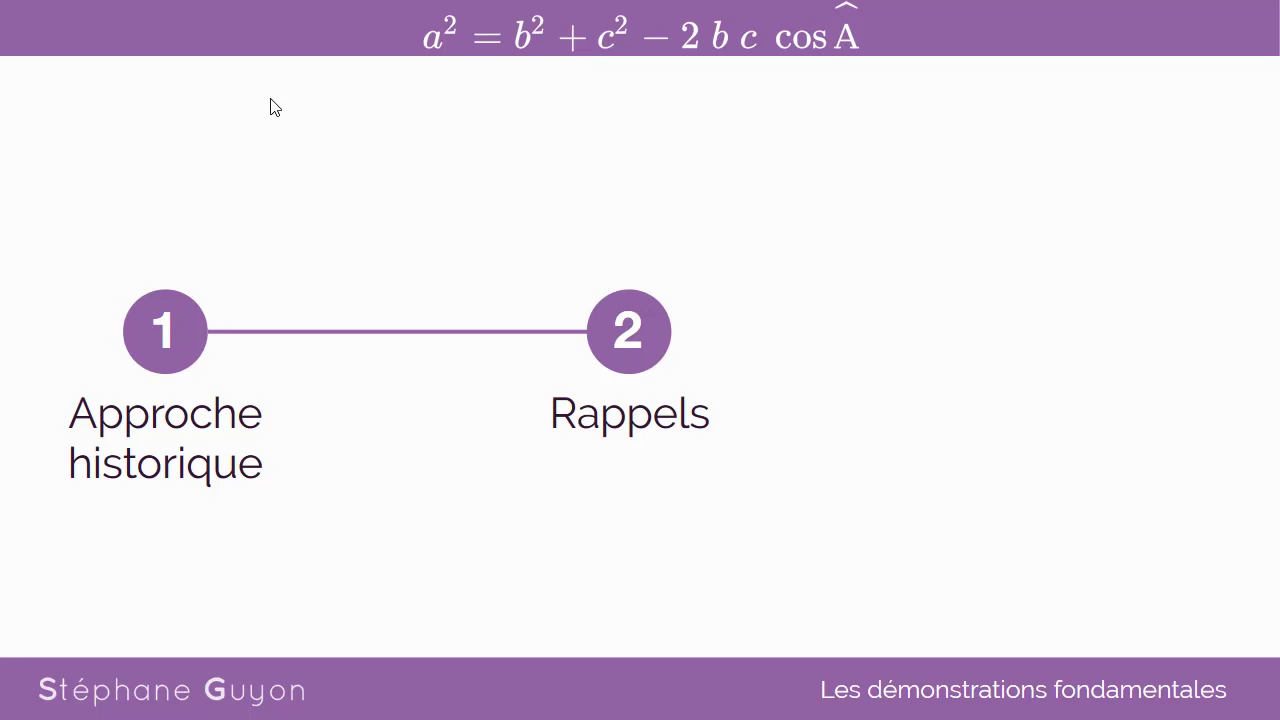 a² = b² + c² − 2 b c cos Â
1
2
Approche
historique
Rappels
Stéphane Guyon
Les démonstrations fondamentales